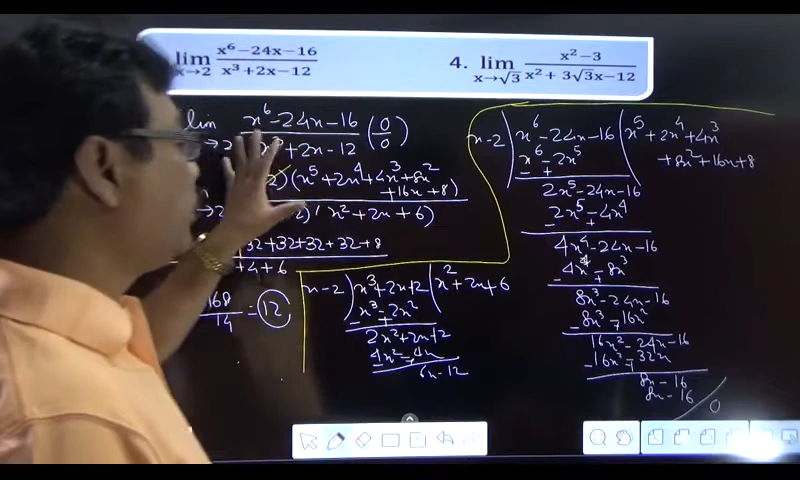 lim x→2 x⁶−24x−16 / x³+2x−12
4. lim x→√3 x²−3 / x²+3√3x−12
lim →2 x⁶-24x-16 / x³+2x-12 (0/0)
2)(x⁵+2x⁴+4x³+8x²
+16x+8)
→2 2)(x²+2x+6)
32+32+32+32+8
+4+6
168/14 = 12
x-2)x³+2x-12(x²+2x+6
x³-2x²
- +
2x²+2x-12
4x²-4x
- +
6x-12
x-2)x⁶-24x-16(x⁵+2x⁴+4x³
+8x²+16x+8
x⁶-2x⁵
- +
2x⁵-24x-16
2x⁵-4x⁴
- +
4x⁴-24x-16
4x⁴-8x³
- +
8x³-24x-16
8x³-16x²
- +
16x²-24x-16
16x²-32x
- +
8x-16
8x-16
0